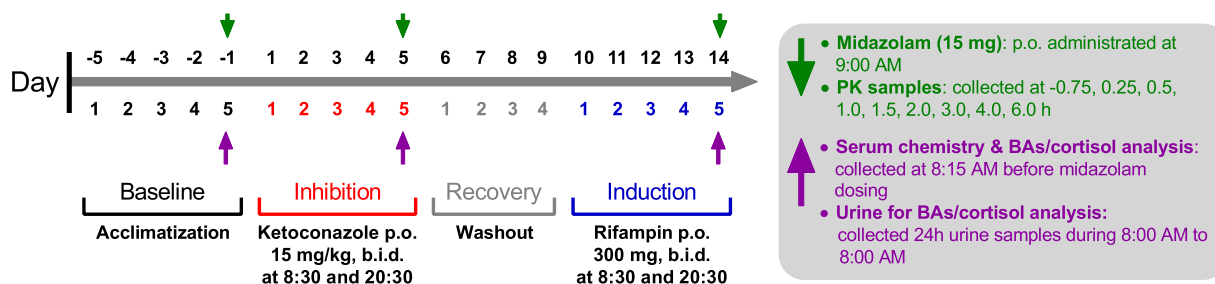 -5 -4 -3 -2 -1 1 2 3 4 5 6 7 8 9 10 11 12 13 14
Day
1 2 3 4 5 1 2 3 4 5 1 2 3 4 1 2 3 4 5
Baseline Inhibition Recovery Induction
Acclimatization Ketoconazole p.o. Washout Rifampin p.o.
15 mg/kg, b.i.d. 300 mg, b.i.d.
at 8:30 and 20:30 at 8:30 and 20:30
● Midazolam (15 mg): p.o. administrated at
9:00 AM
● PK samples: collected at -0.75, 0.25, 0.5,
1.0, 1.5, 2.0, 3.0, 4.0, 6.0 h
● Serum chemistry & BAs/cortisol analysis:
collected at 8:15 AM before midazolam
dosing
● Urine for BAs/cortisol analysis:
collected 24h urine samples during 8:00 AM to
8:00 AM